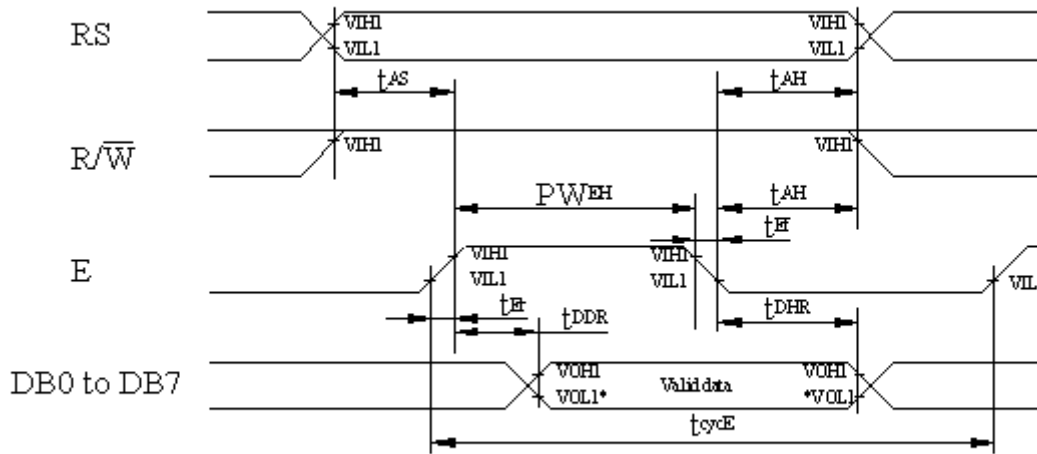 RS
VIH1
VIL1
VIH1
VIL1
tAS
tAH
R/W̅
VIH1
VIH1
PWEH
tAH
tEf
E
VIH1
VIL1
VIH1
VIL1
VIL
tEr
tDDR
tDHR
DB0 to DB7
VOH1
VOL1*
Valid data
VOH1
*VOL1
tcycE